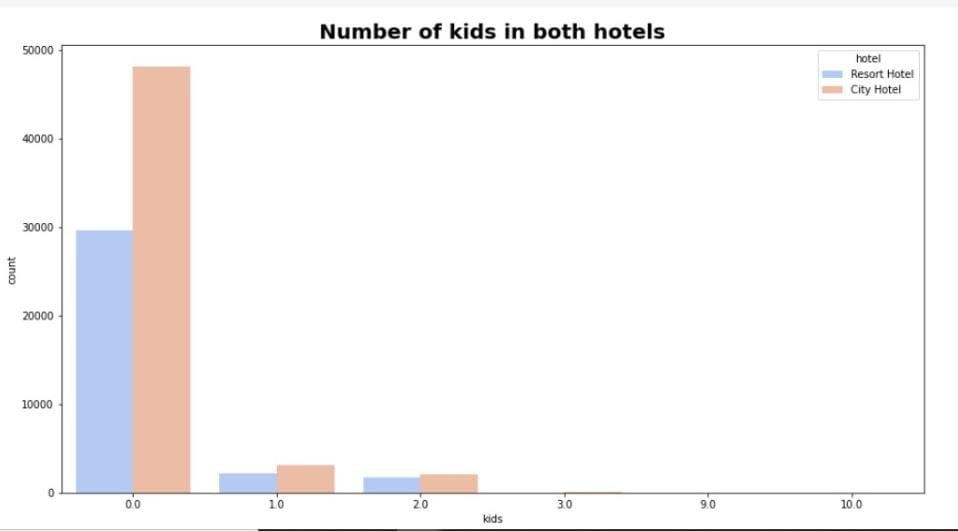 Number of kids in both hotels
hotel
Resort Hotel
City Hotel
50000
40000
30000
20000
10000
0
count
0.0 1.0 2.0 3.0 9.0 10.0
kids